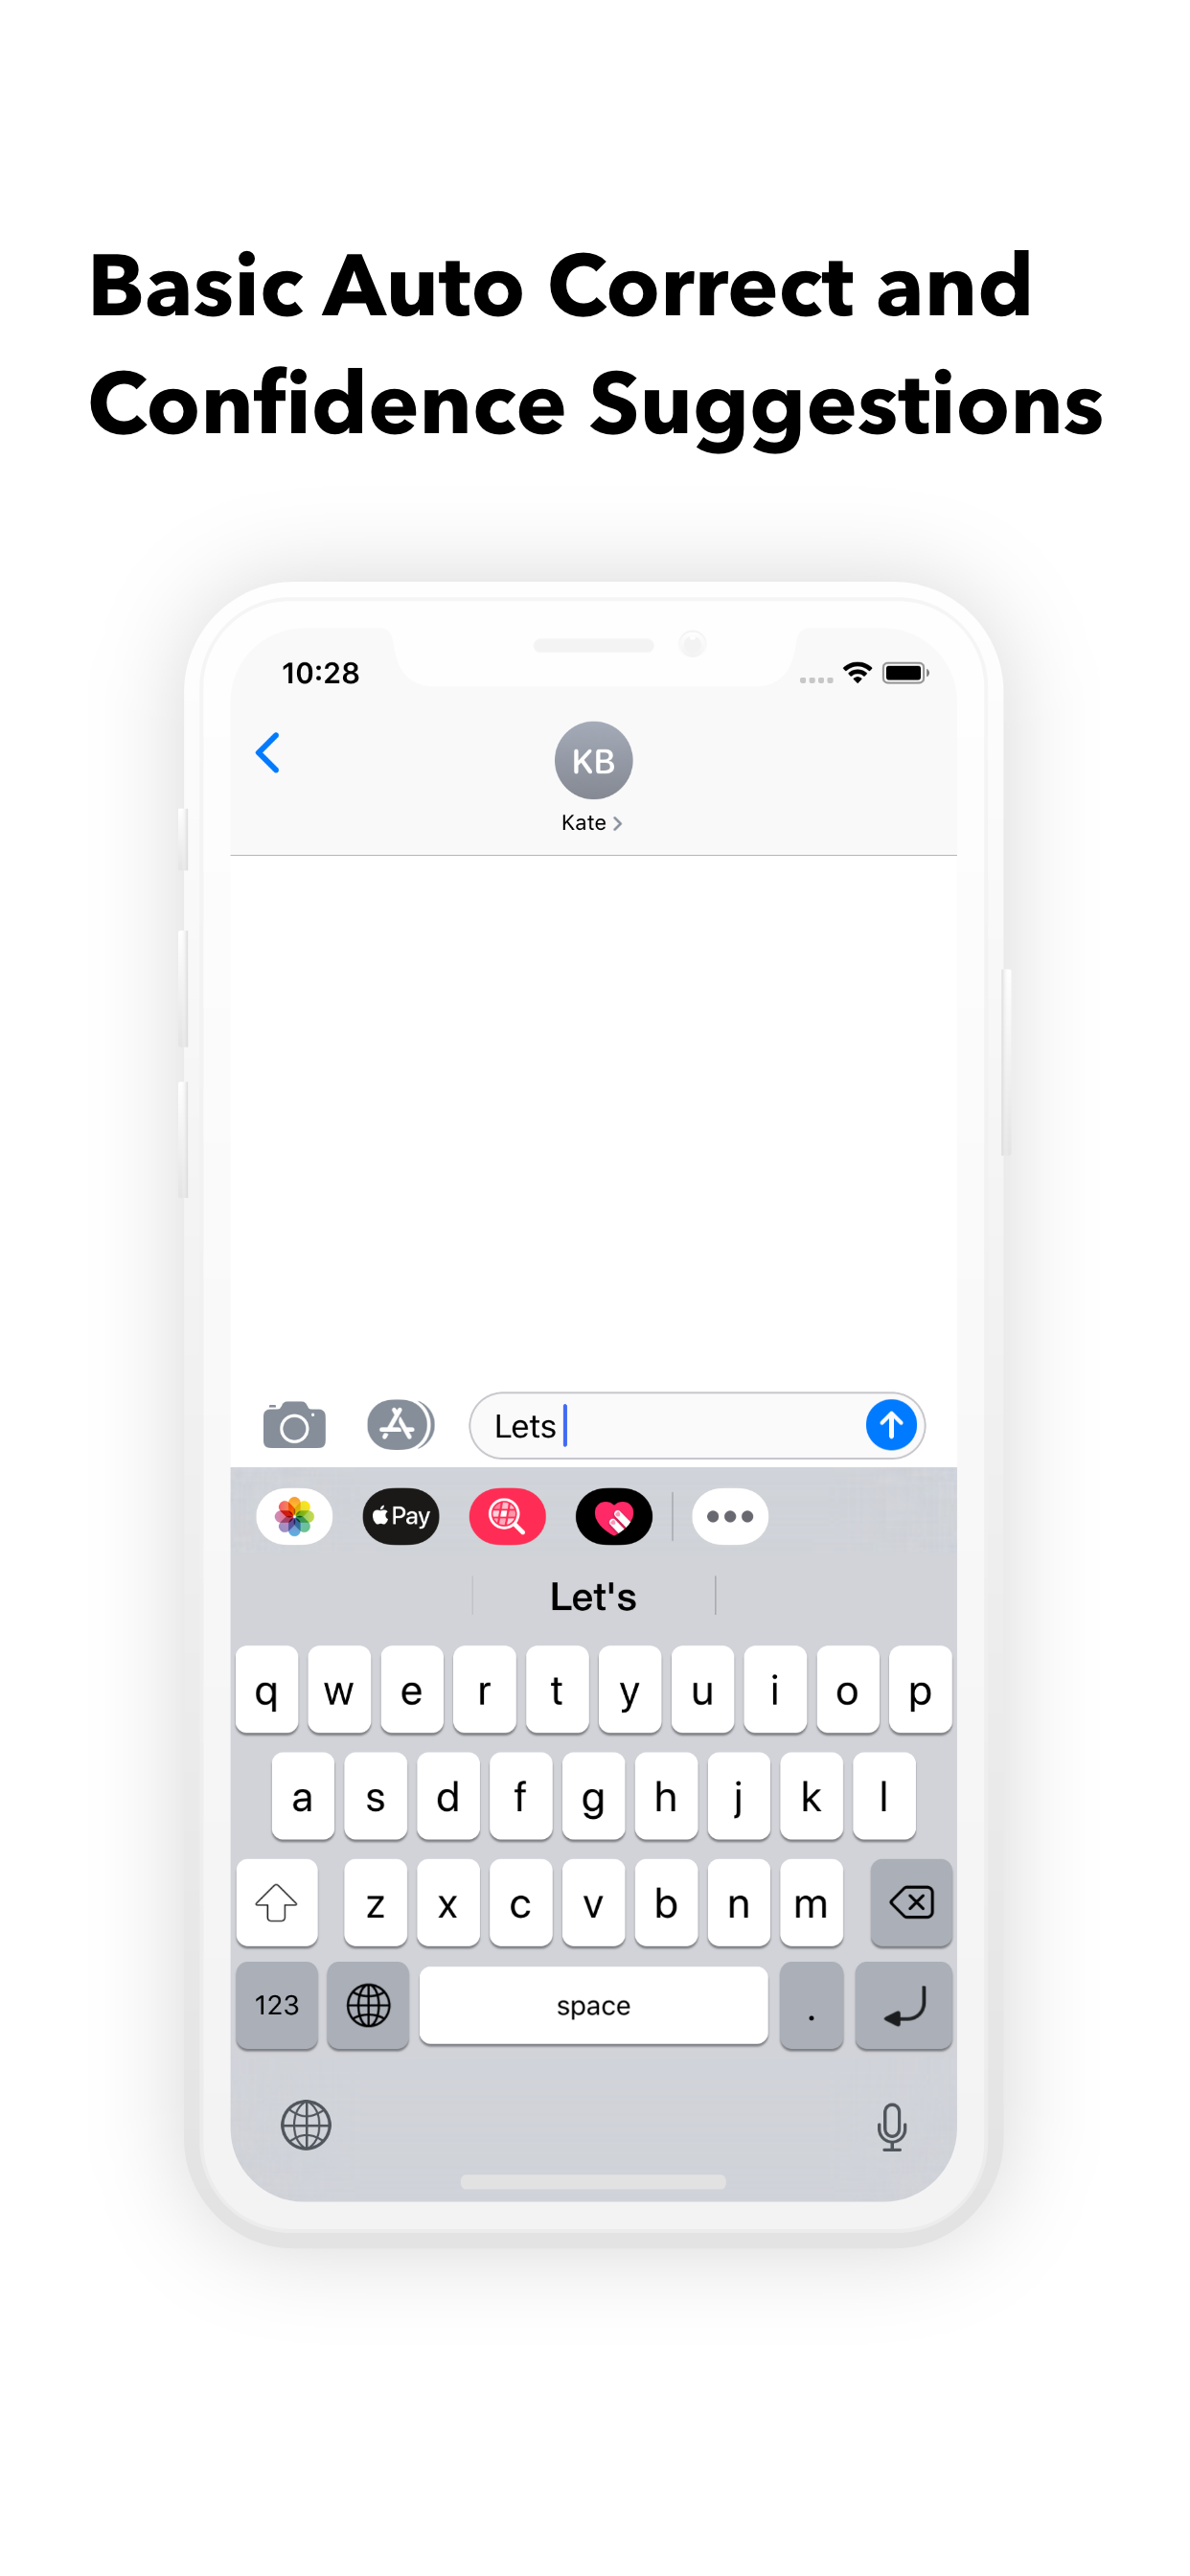 Basic Auto Correct and
Confidence Suggestions
10:28
KB
Kate
Lets
Pay
Let's
q w e r t y u i o p
a s d f g h j k l
z x c v b n m
123 space .